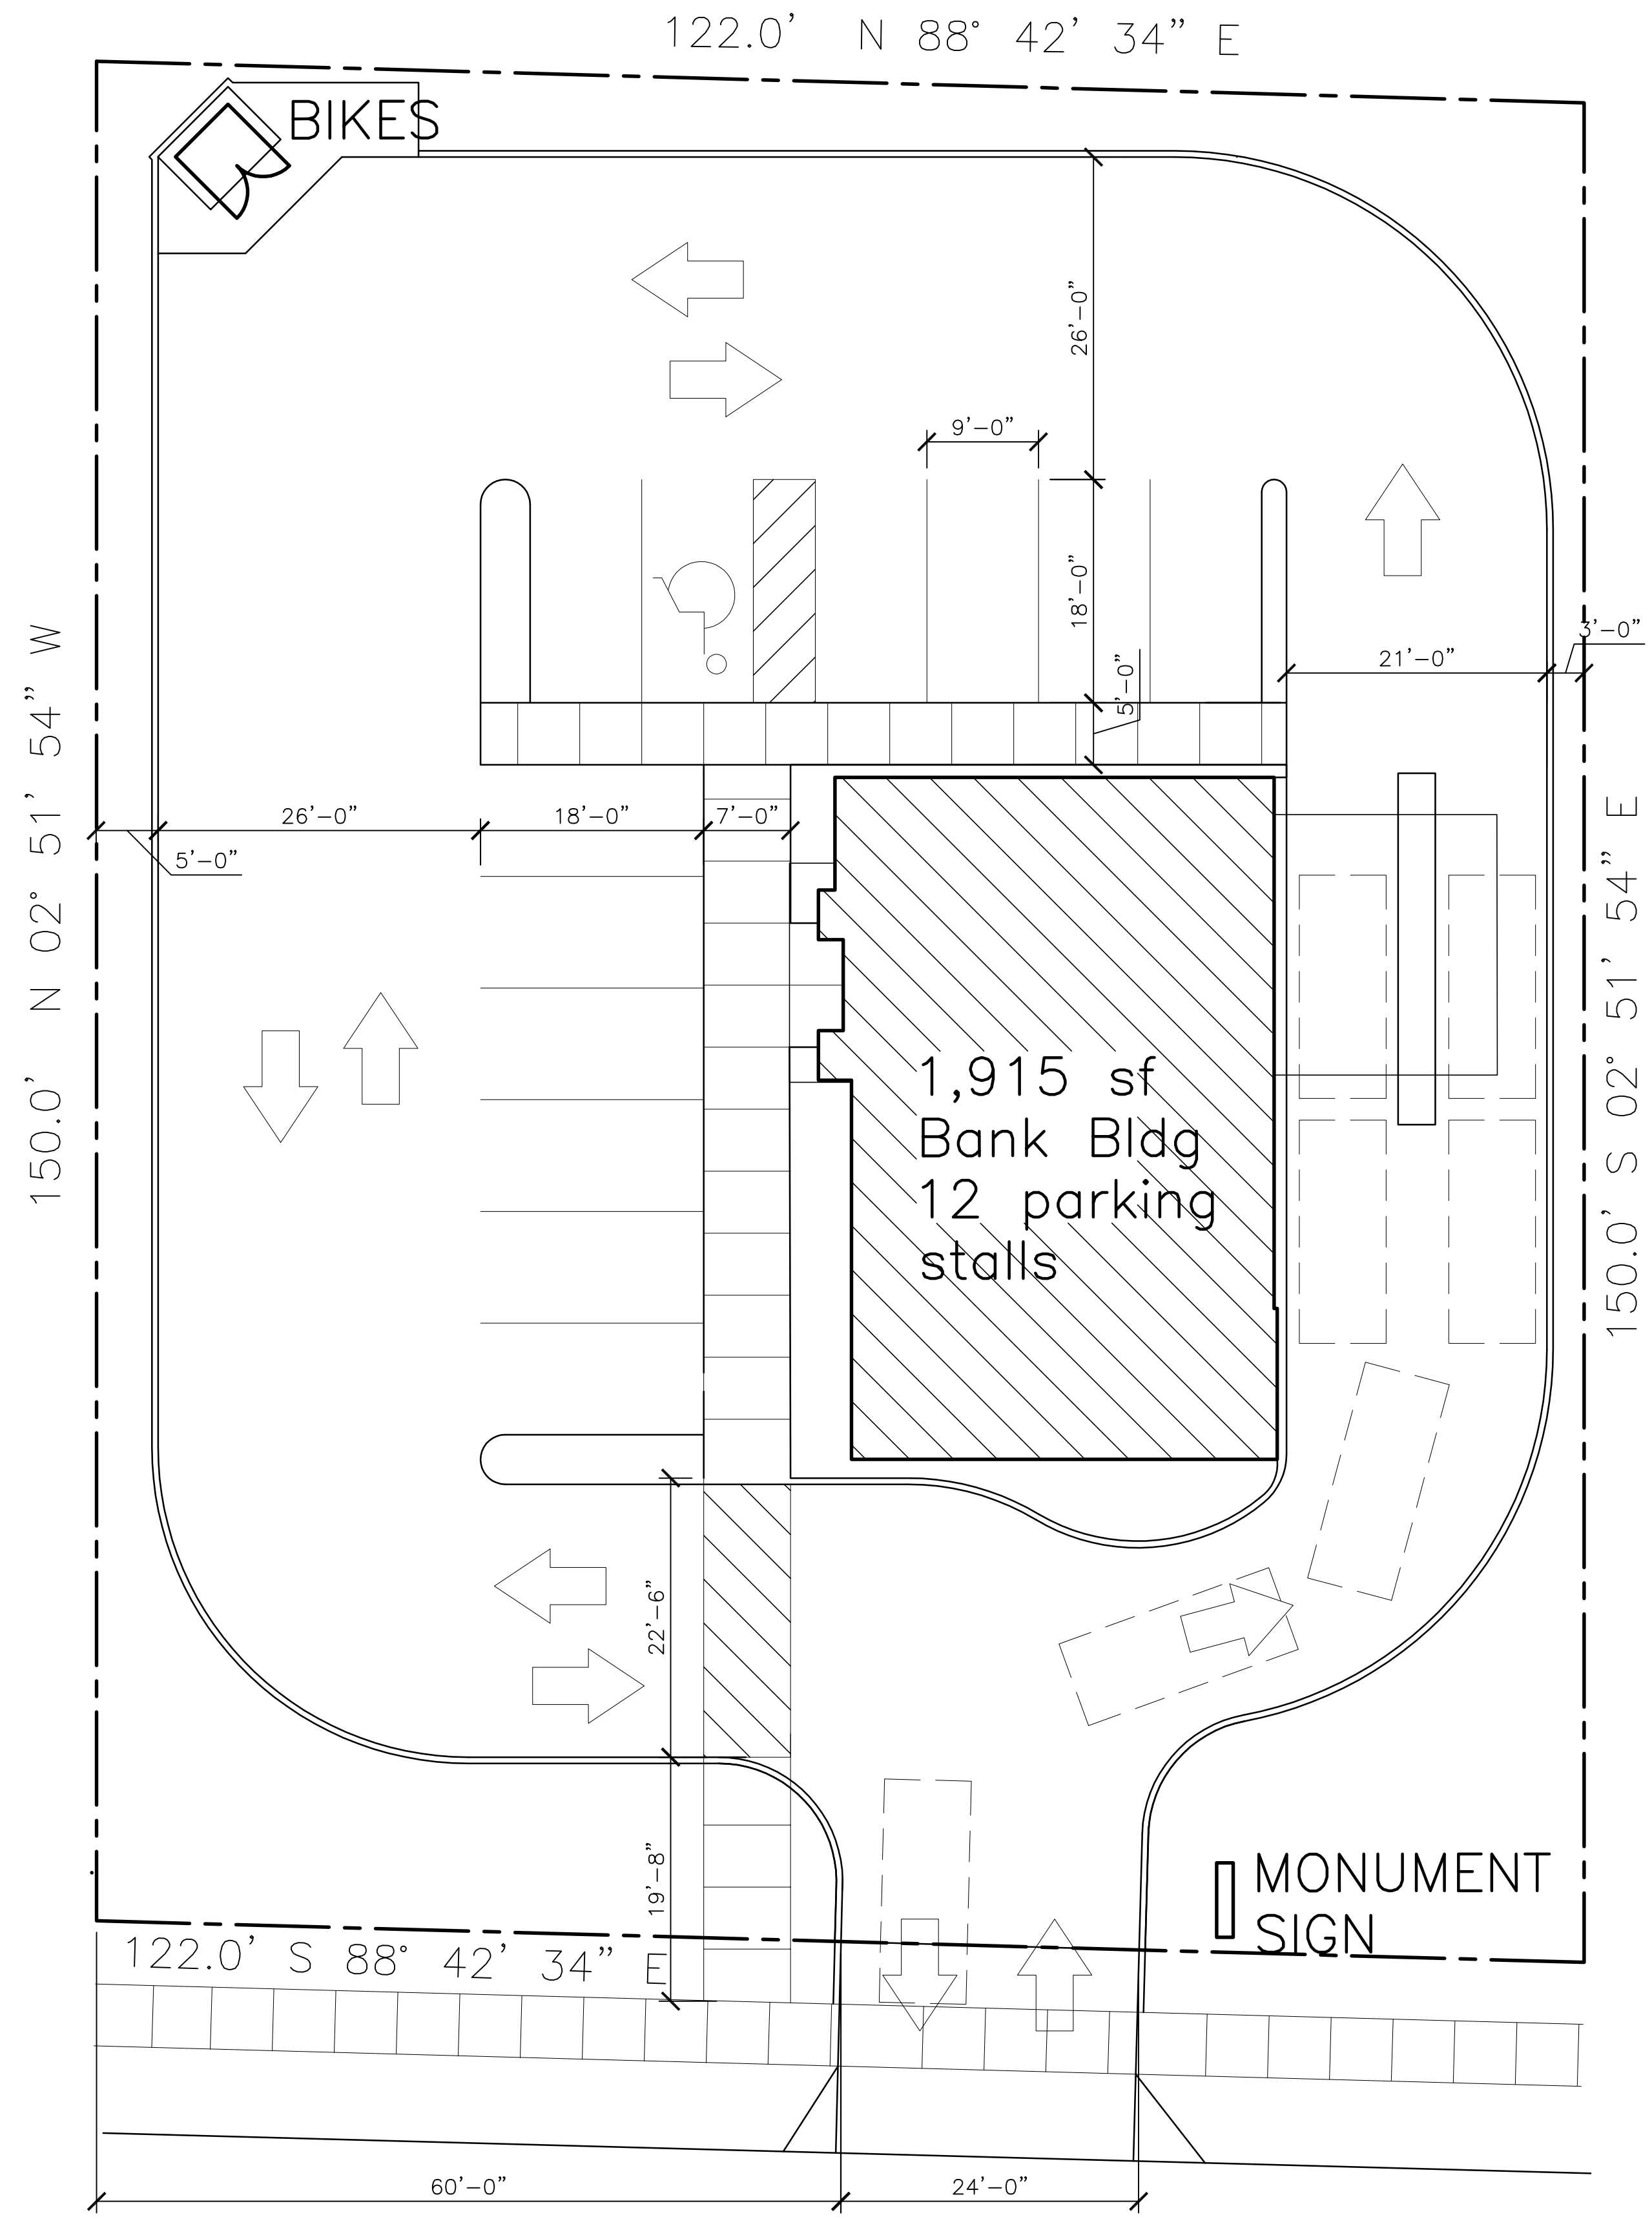 122.0' N 88° 42' 34" E
BIKES
26'-0"
9'-0"
18'-0"
5'-0"
3'-0"
21'-0"
150.0' N 02° 51' 54" W
26'-0"
18'-0"
7'-0"
5'-0"
150.0' S 02° 51' 54" E
1,915 sf
Bank Bldg
12 parking
stalls
22'-6"
19'-8"
MONUMENT
SIGN
122.0' S 88° 42' 34" E
60'-0"
24'-0"